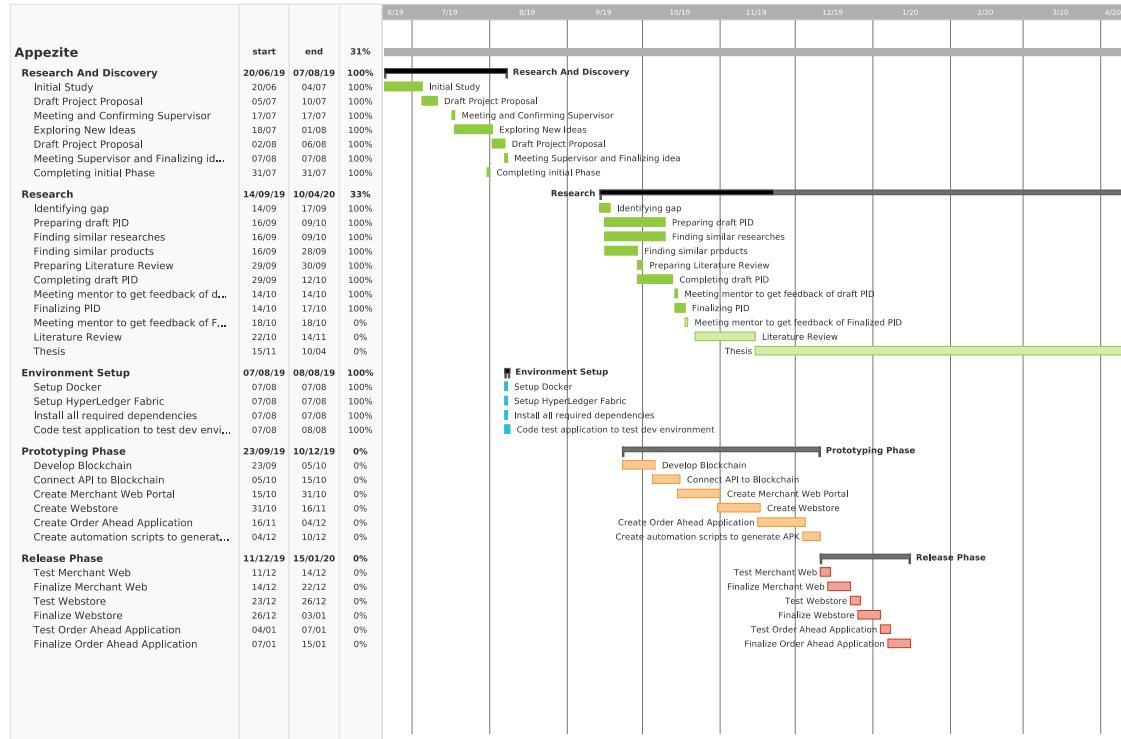 6/19 7/19 8/19 9/19 10/19 11/19 12/19 1/20 2/20 3/20 4/20
Appezite start end 31%
Research And Discovery 20/06/19 07/08/19 100% Research And Discovery
Initial Study 20/06 04/07 100% Initial Study
Draft Project Proposal 05/07 10/07 100% Draft Project Proposal
Meeting and Confirming Supervisor 17/07 17/07 100% Meeting and Confirming Supervisor
Exploring New Ideas 18/07 01/08 100% Exploring New Ideas
Draft Project Proposal 02/08 06/08 100% Draft Project Proposal
Meeting Supervisor and Finalizing id... 07/08 07/08 100% Meeting Supervisor and Finalizing idea
Completing initial Phase 31/07 31/07 100% Completing initial Phase
Research 14/09/19 10/04/20 33% Research
Identifying gap 14/09 17/09 100% Identifying gap
Preparing draft PID 16/09 09/10 100% Preparing draft PID
Finding similar researches 16/09 09/10 100% Finding similar researches
Finding similar products 16/09 28/09 100% Finding similar products
Preparing Literature Review 29/09 30/09 100% Preparing Literature Review
Completing draft PID 29/09 12/10 100% Completing draft PID
Meeting mentor to get feedback of d... 14/10 14/10 100% Meeting mentor to get feedback of draft PID
Finalizing PID 14/10 17/10 100% Finalizing PID
Meeting mentor to get feedback of F... 18/10 18/10 0% Meeting mentor to get feedback of Finalized PID
Literature Review 22/10 14/11 0% Literature Review
Thesis 15/11 10/04 0% Thesis
Environment Setup 07/08/19 08/08/19 100% Environment Setup
Setup Docker 07/08 07/08 100% Setup Docker
Setup HyperLedger Fabric 07/08 07/08 100% Setup HyperLedger Fabric
Install all required dependencies 07/08 07/08 100% Install all required dependencies
Code test application to test dev envi... 07/08 08/08 100% Code test application to test dev environment
Prototyping Phase 23/09/19 10/12/19 0% Prototyping Phase
Develop Blockchain 23/09 05/10 0% Develop Blockchain
Connect API to Blockchain 05/10 15/10 0% Connect API to Blockchain
Create Merchant Web Portal 15/10 31/10 0% Create Merchant Web Portal
Create Webstore 31/10 16/11 0% Create Webstore
Create Order Ahead Application 16/11 04/12 0% Create Order Ahead Application
Create automation scripts to generat... 04/12 10/12 0% Create automation scripts to generate APK
Release Phase 11/12/19 15/01/20 0% Release Phase
Test Merchant Web 11/12 14/12 0% Test Merchant Web
Finalize Merchant Web 14/12 22/12 0% Finalize Merchant Web
Test Webstore 23/12 26/12 0% Test Webstore
Finalize Webstore 26/12 03/01 0% Finalize Webstore
Test Order Ahead Application 04/01 07/01 0% Test Order Ahead Application
Finalize Order Ahead Application 07/01 15/01 0% Finalize Order Ahead Application